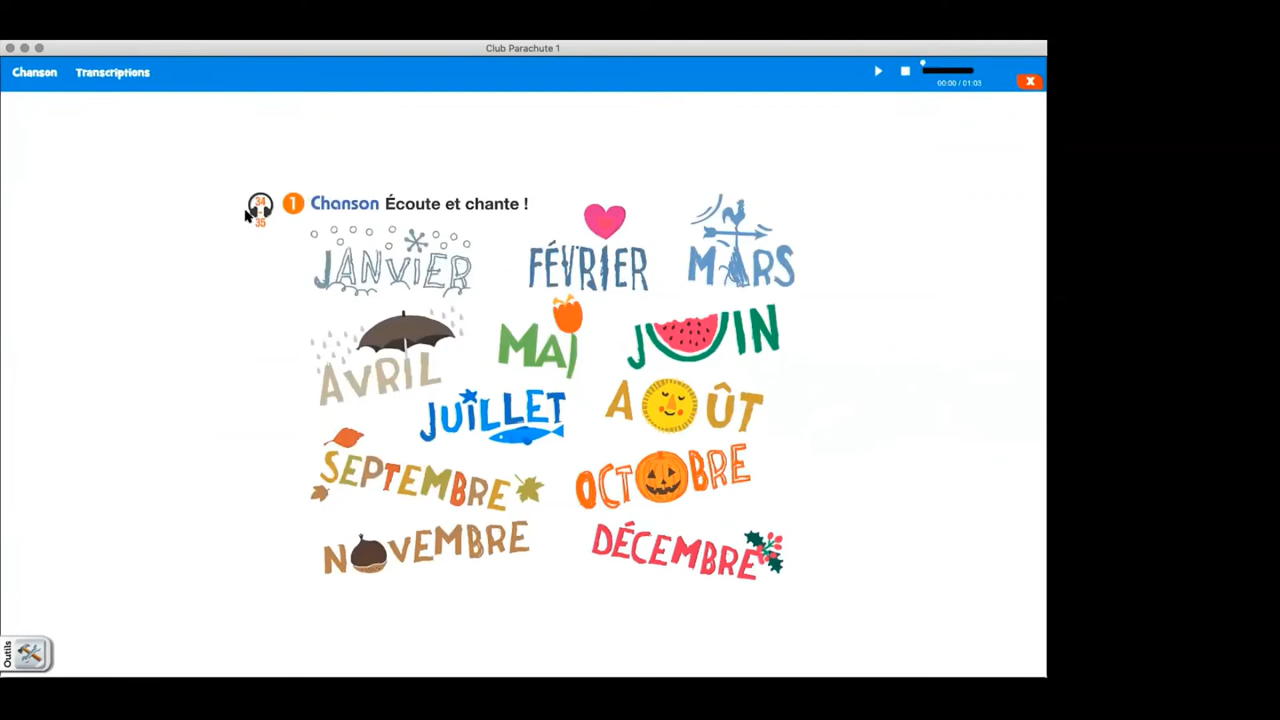 Club Parachute 1
Chanson Transcriptions
00:00 / 01:03
X
34
-
35
1 Chanson Écoute et chante !
JANVIER FÉVRIER MARS
AVRIL MAI JUIN
JUILLET AOÛT
SEPTEMBRE OCTOBRE
NOVEMBRE DÉCEMBRE
Outils